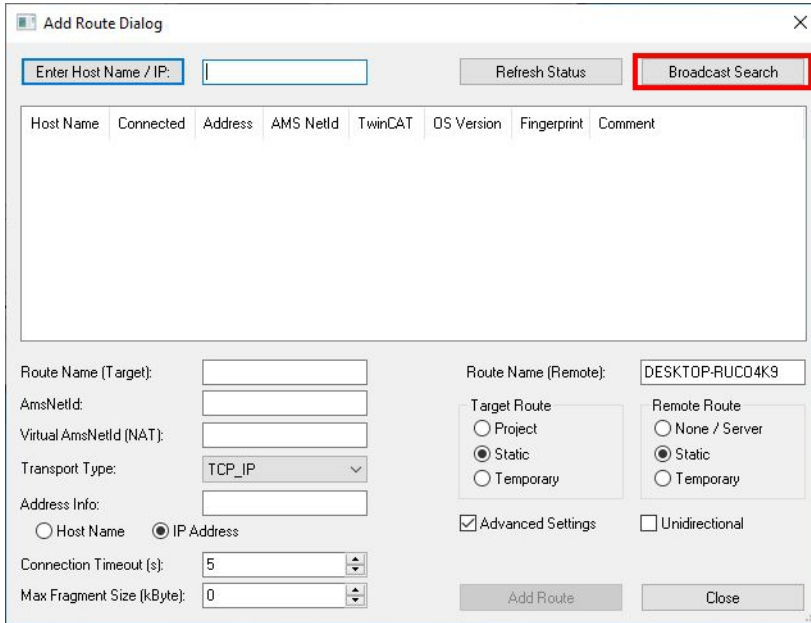 Add Route Dialog
Enter Host Name / IP: Refresh Status Broadcast Search
Host Name Connected Address AMS NetId TwinCAT OS Version Fingerprint Comment
Route Name (Target): Route Name (Remote): DESKTOP-RUCO4K9
AmsNetId: Target Route Remote Route
Project None / Server
Virtual AmsNetId (NAT):
Static Static
Transport Type: TCP_IP
Temporary Temporary
Address Info:
Host Name IP Address Advanced Settings Unidirectional
Connection Timeout (s): 5
Max Fragment Size (kByte): 0 Add Route Close